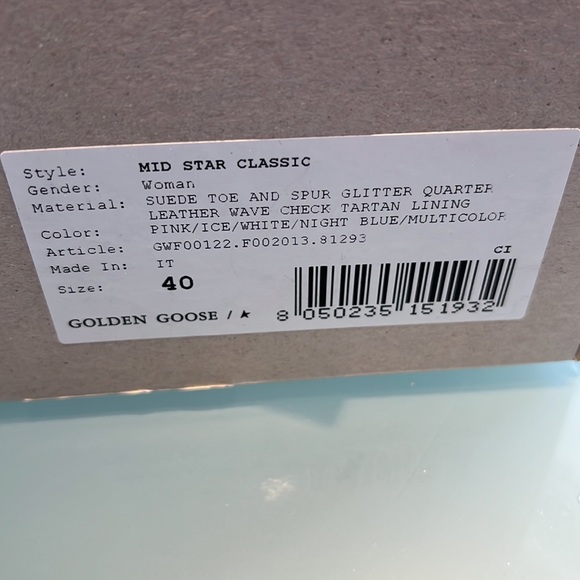 Style: MID STAR CLASSIC
Gender: Woman
Material: SUEDE TOE AND SPUR GLITTER QUARTER
LEATHER WAVE CHECK TARTAN LINING
Color: PINK/ICE/WHITE/NIGHT BLUE/MULTICOLOR
Article: GWF00122.F002013.81293
Made In: IT
CI
Size: 40
GOLDEN GOOSE / ★
8 050235 151932